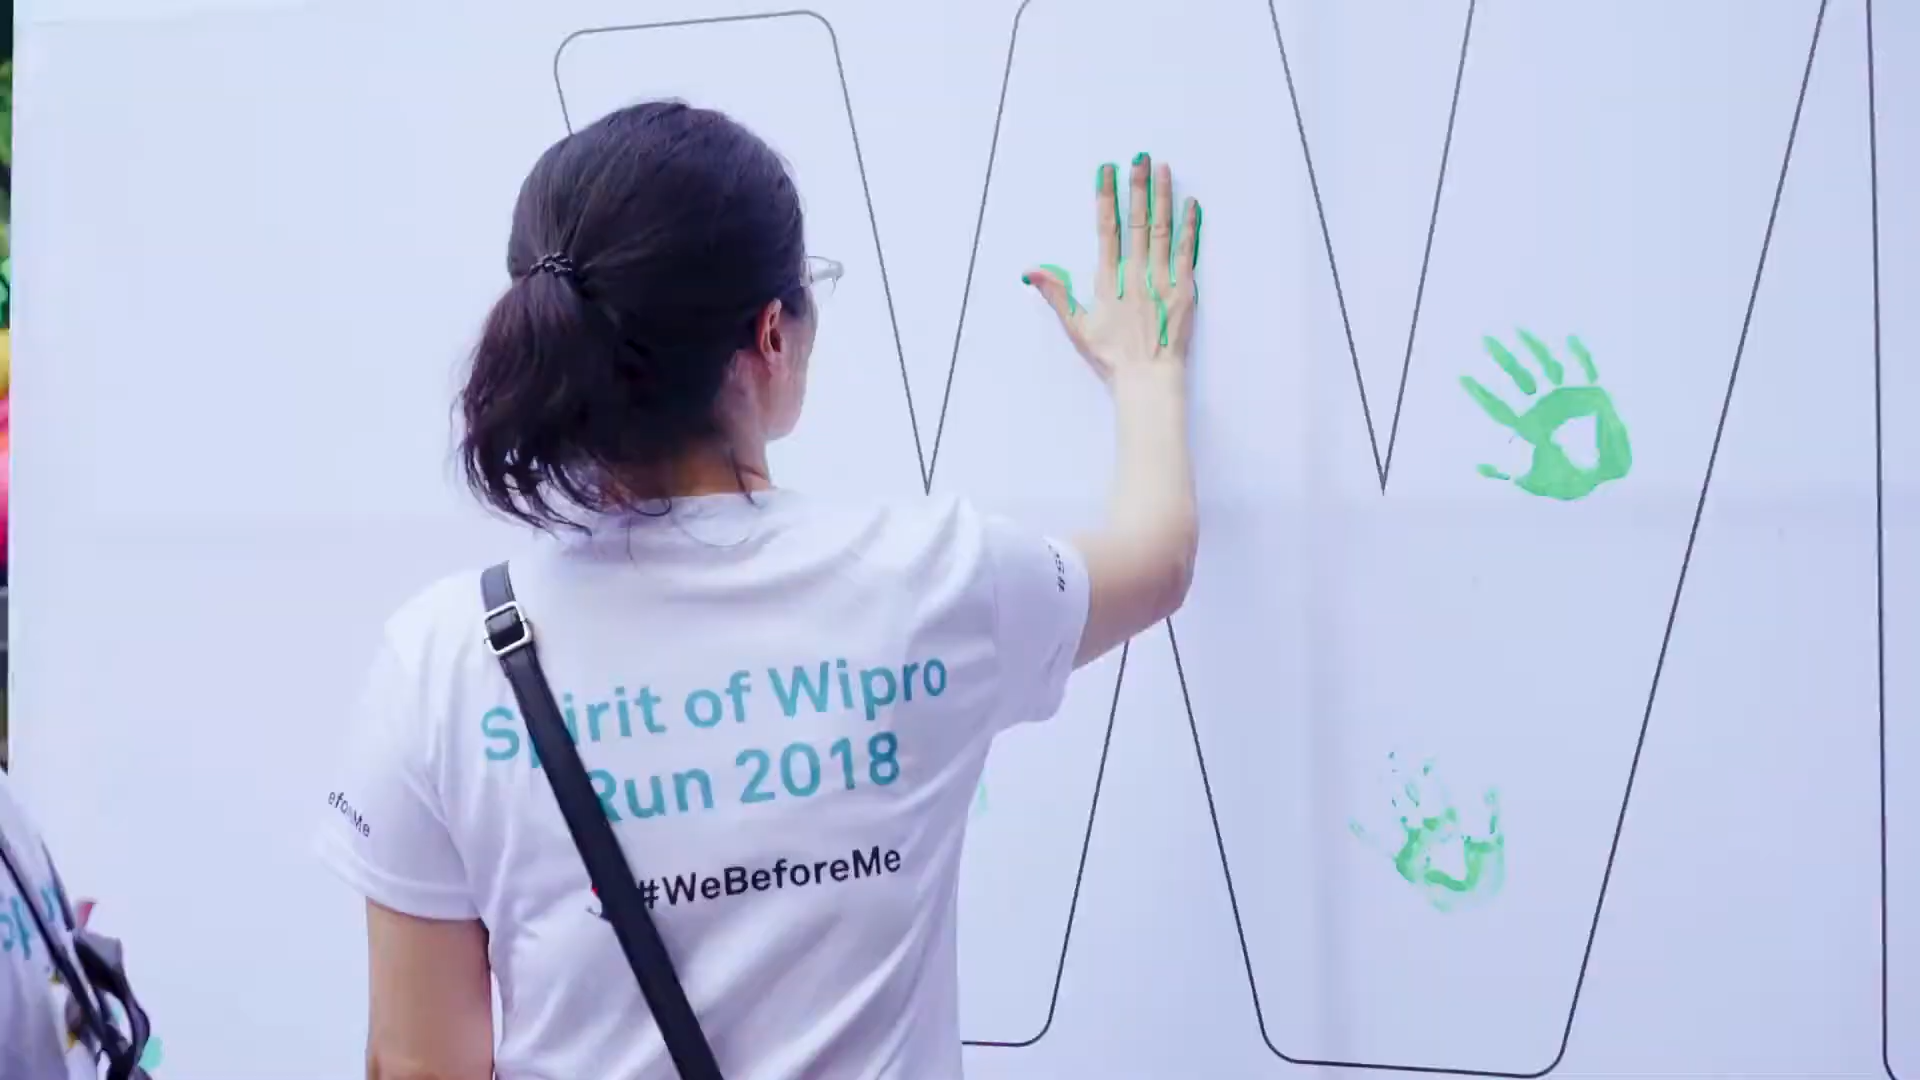 W
Spirit of Wipro
Run 2018
#WeBeforeMe
eforeMe